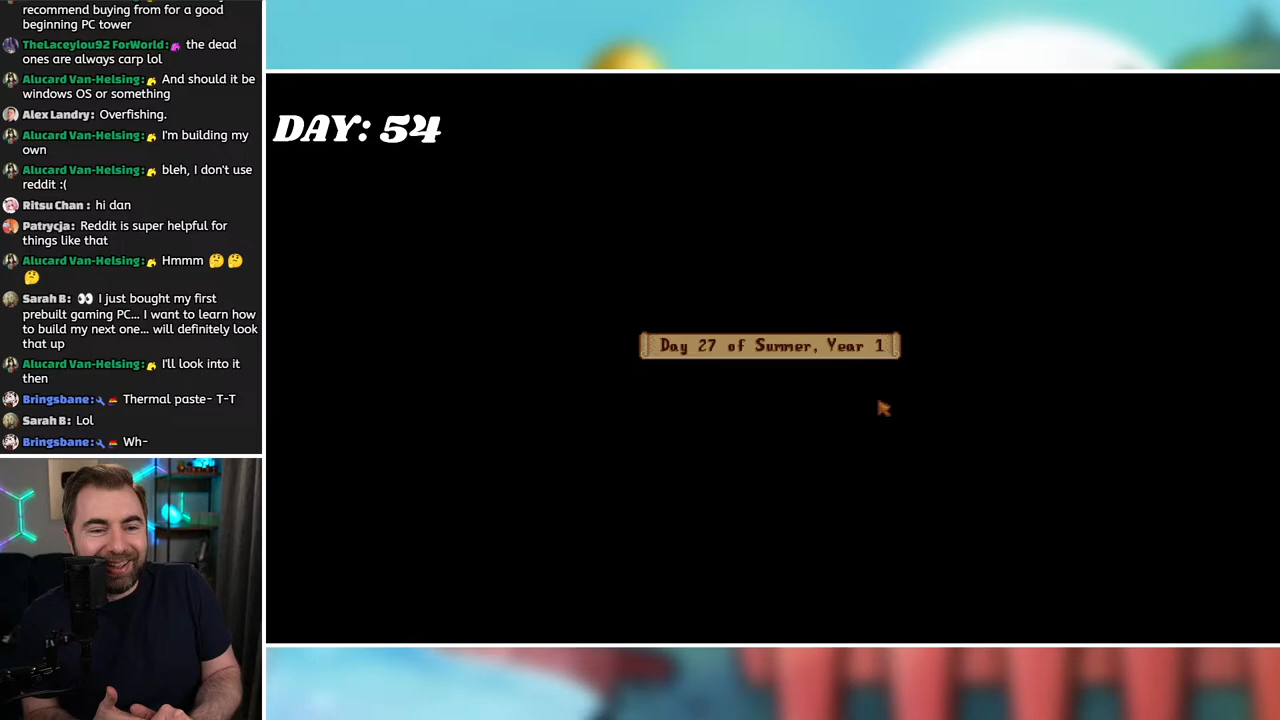 recommend buying from for a good
beginning PC tower
TheLaceylou92 ForWorld: the dead
ones are always carp lol
Alucard Van-Helsing: And should it be
windows OS or something
Alex Landry: Overfishing.
Alucard Van-Helsing: I'm building my
own
Alucard Van-Helsing: bleh, I don't use
reddit :(
Ritsu Chan : hi dan
Patrycja: Reddit is super helpful for
things like that
Alucard Van-Helsing: Hmmm 🤔 🤔
🤔
Sarah B: 👀 I just bought my first
prebuilt gaming PC... I want to learn how
to build my next one... will definitely look
that up
Alucard Van-Helsing: I'll look into it
then
Bringsbane: Thermal paste- T-T
Sarah B: Lol
Bringsbane: Wh-
DAY: 54
Day 27 of Summer, Year 1